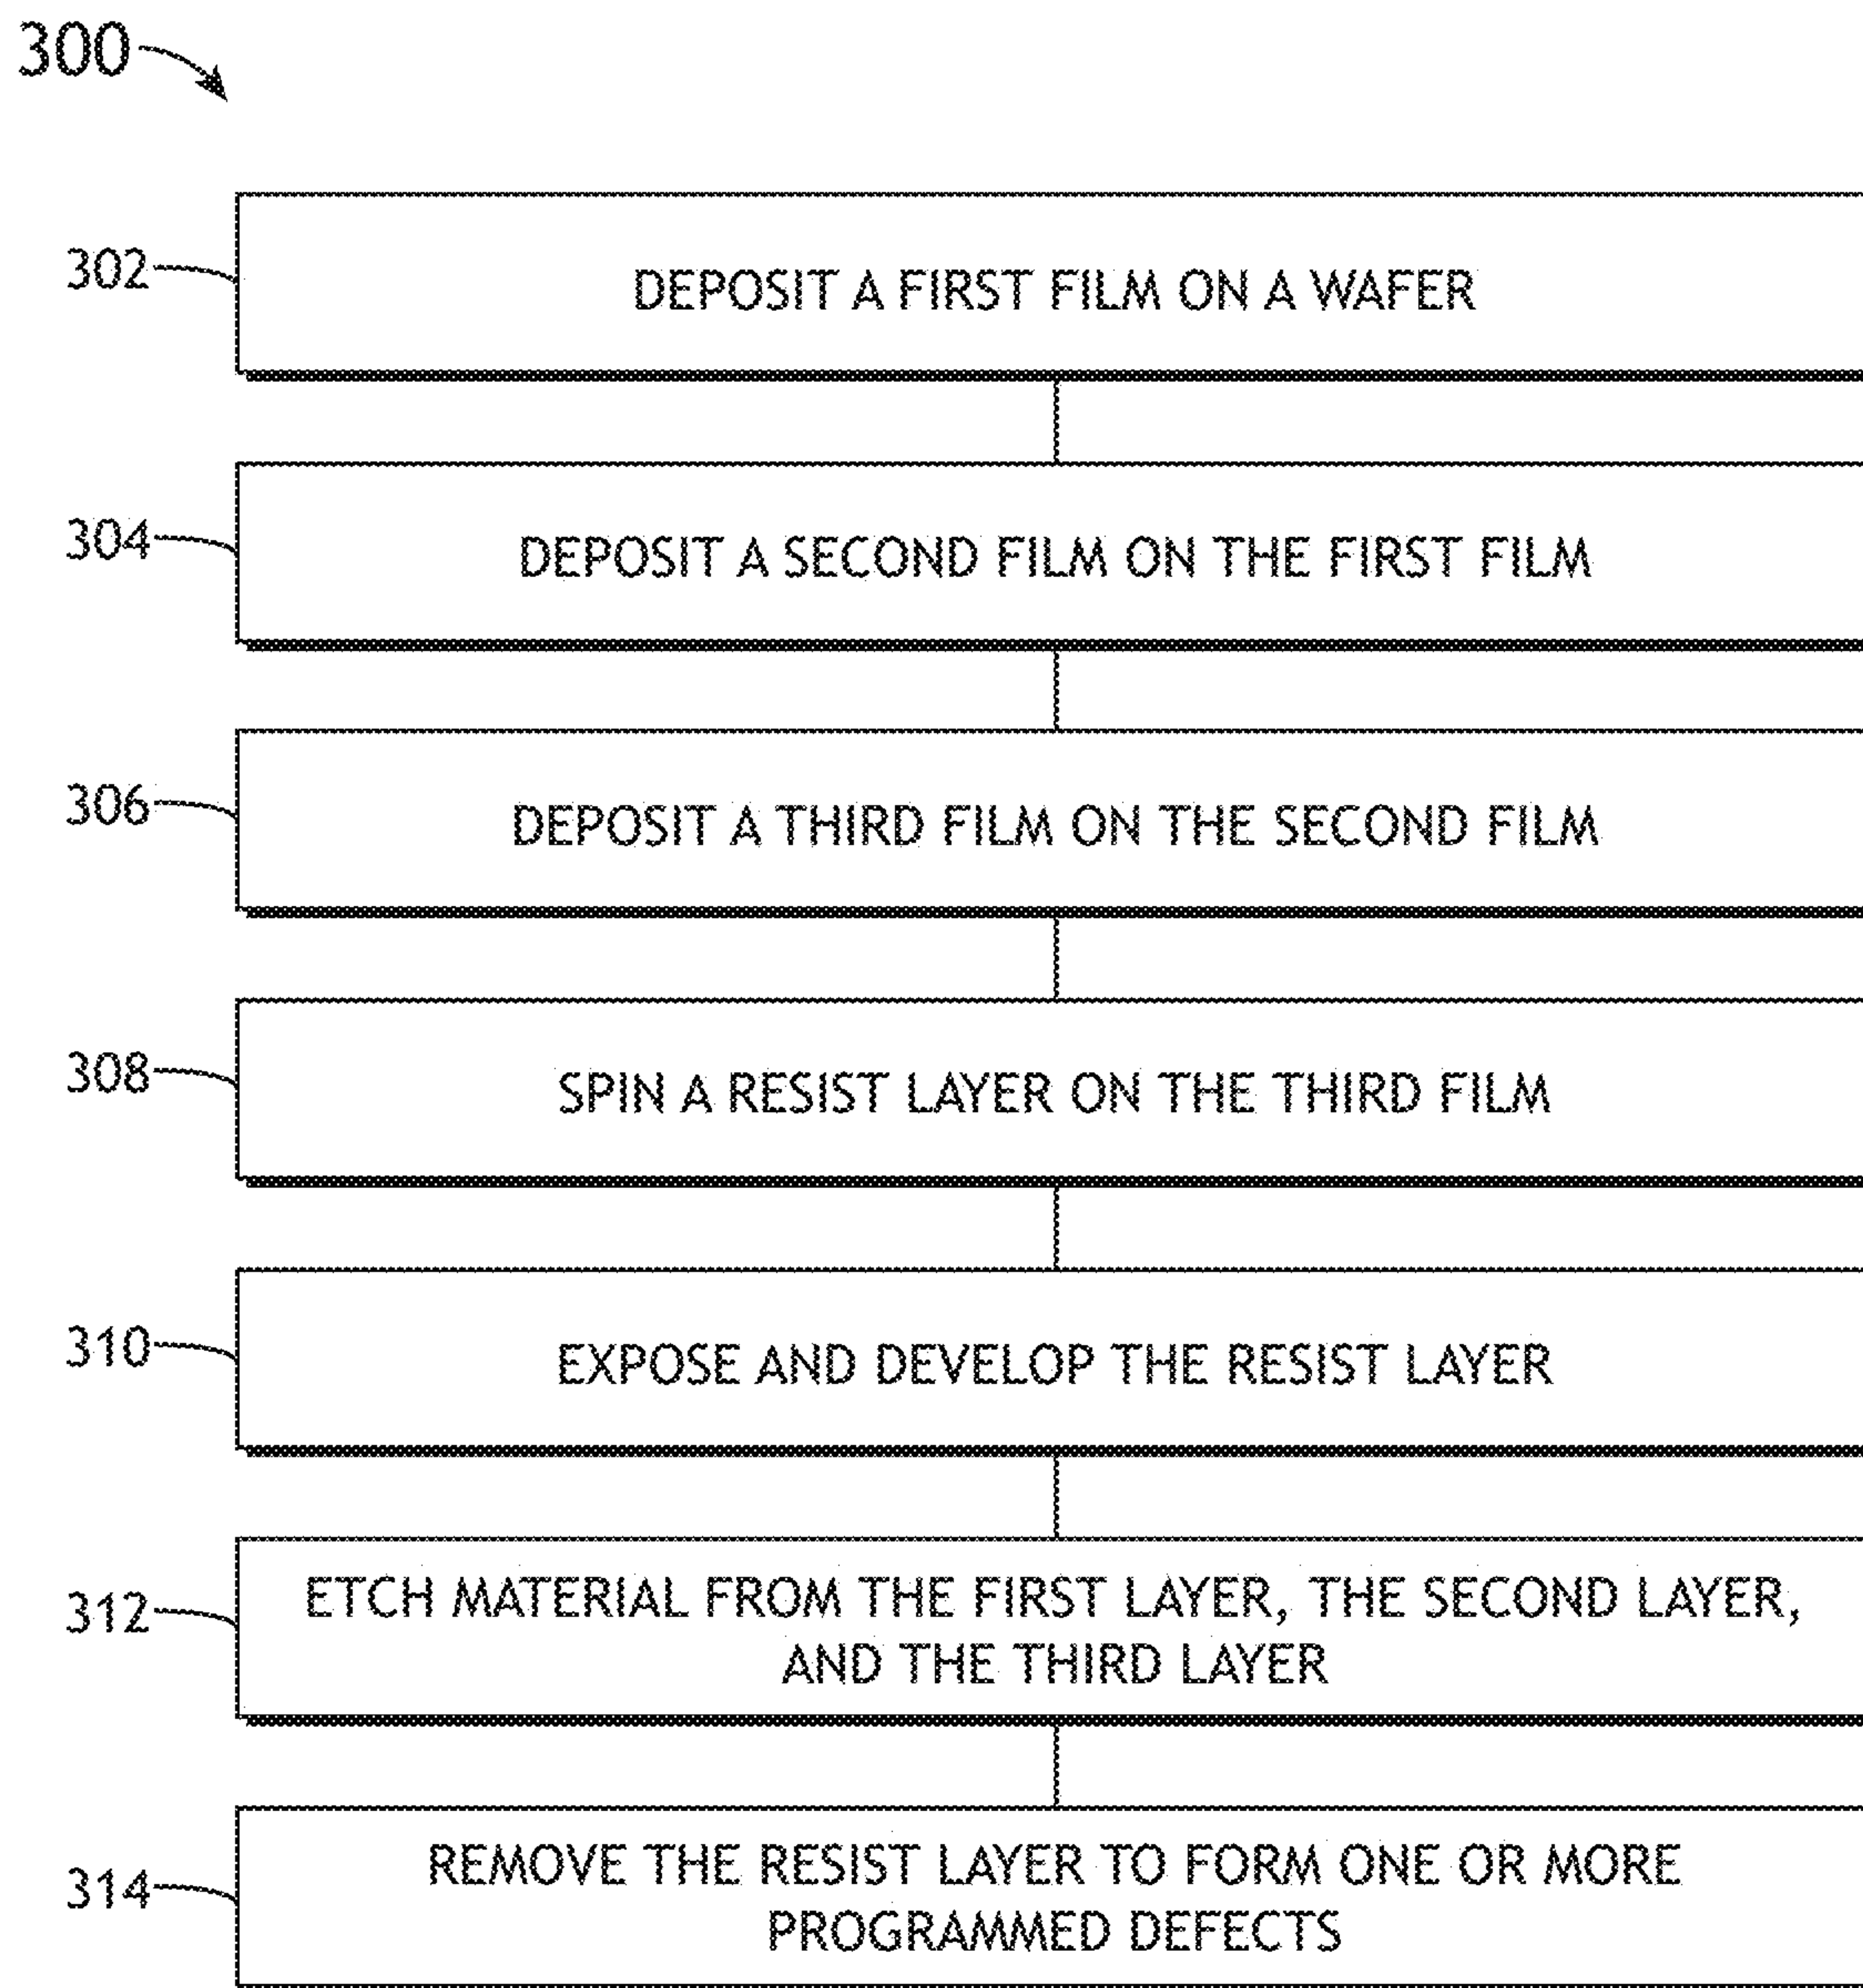 300
302
DEPOSIT A FIRST FILM ON A WAFER
304
DEPOSIT A SECOND FILM ON THE FIRST FILM
306
DEPOSIT A THIRD FILM ON THE SECOND FILM
308
SPIN A RESIST LAYER ON THE THIRD FILM
310
EXPOSE AND DEVELOP THE RESIST LAYER
312
ETCH MATERIAL FROM THE FIRST LAYER, THE SECOND LAYER,
AND THE THIRD LAYER
314
REMOVE THE RESIST LAYER TO FORM ONE OR MORE
PROGRAMMED DEFECTS